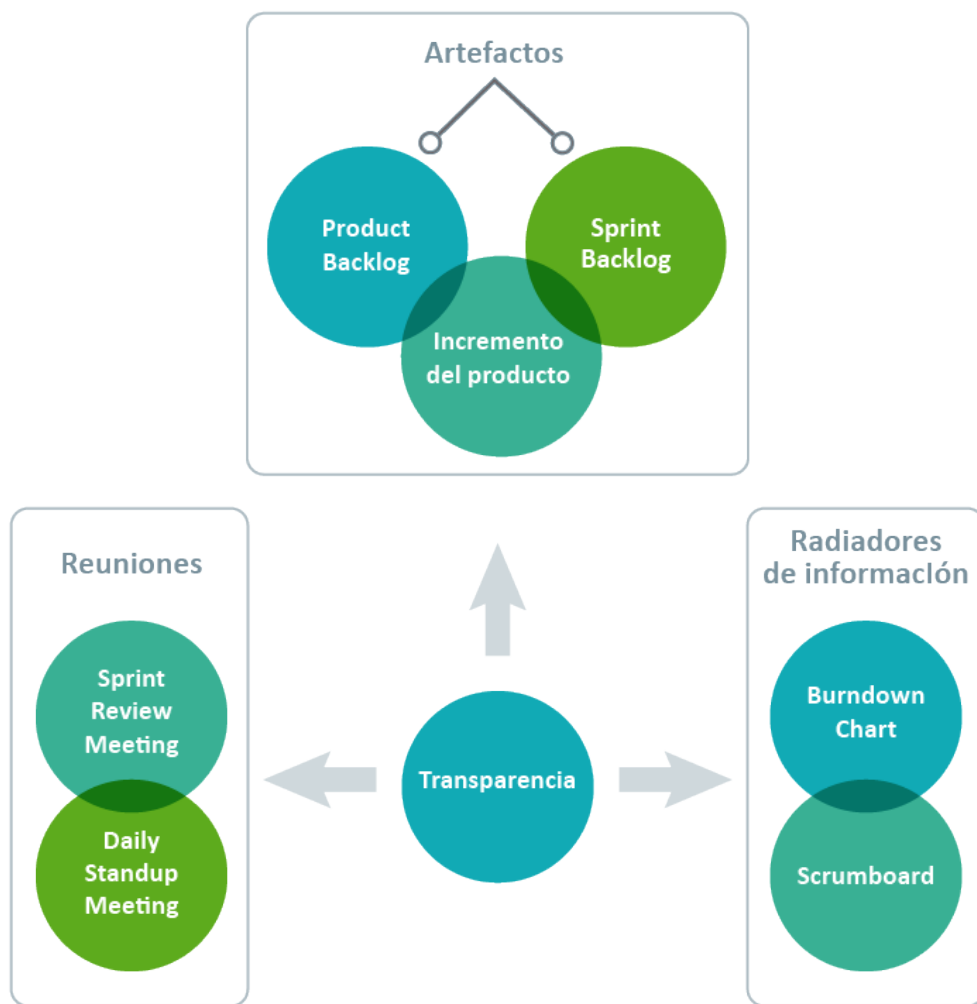 Artefactos
Product
Backlog
Sprint
Backlog
Incremento
del producto
Reuniones
Sprint
Review
Meeting
Daily
Standup
Meeting
Transparencia
Radiadores
de informaclón
Burndown
Chart
Scrumboard